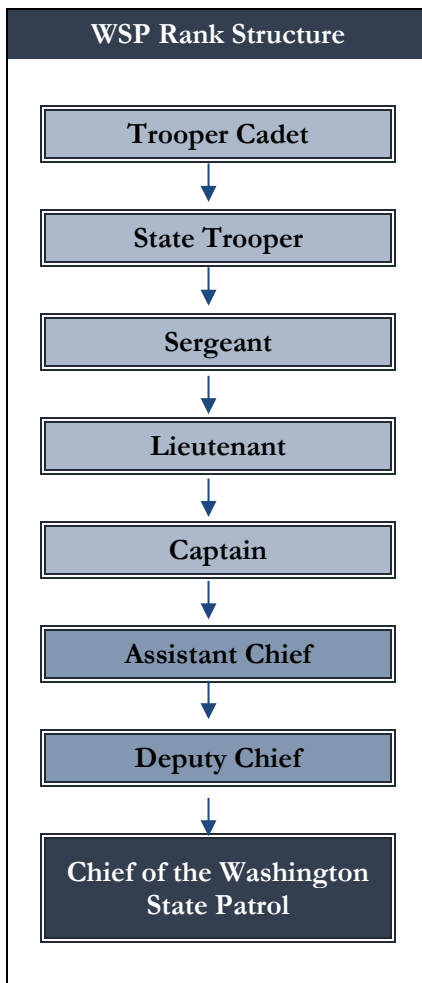 WSP Rank Structure
Trooper Cadet
State Trooper
Sergeant
Lieutenant
Captain
Assistant Chief
Deputy Chief
Chief of the Washington
State Patrol